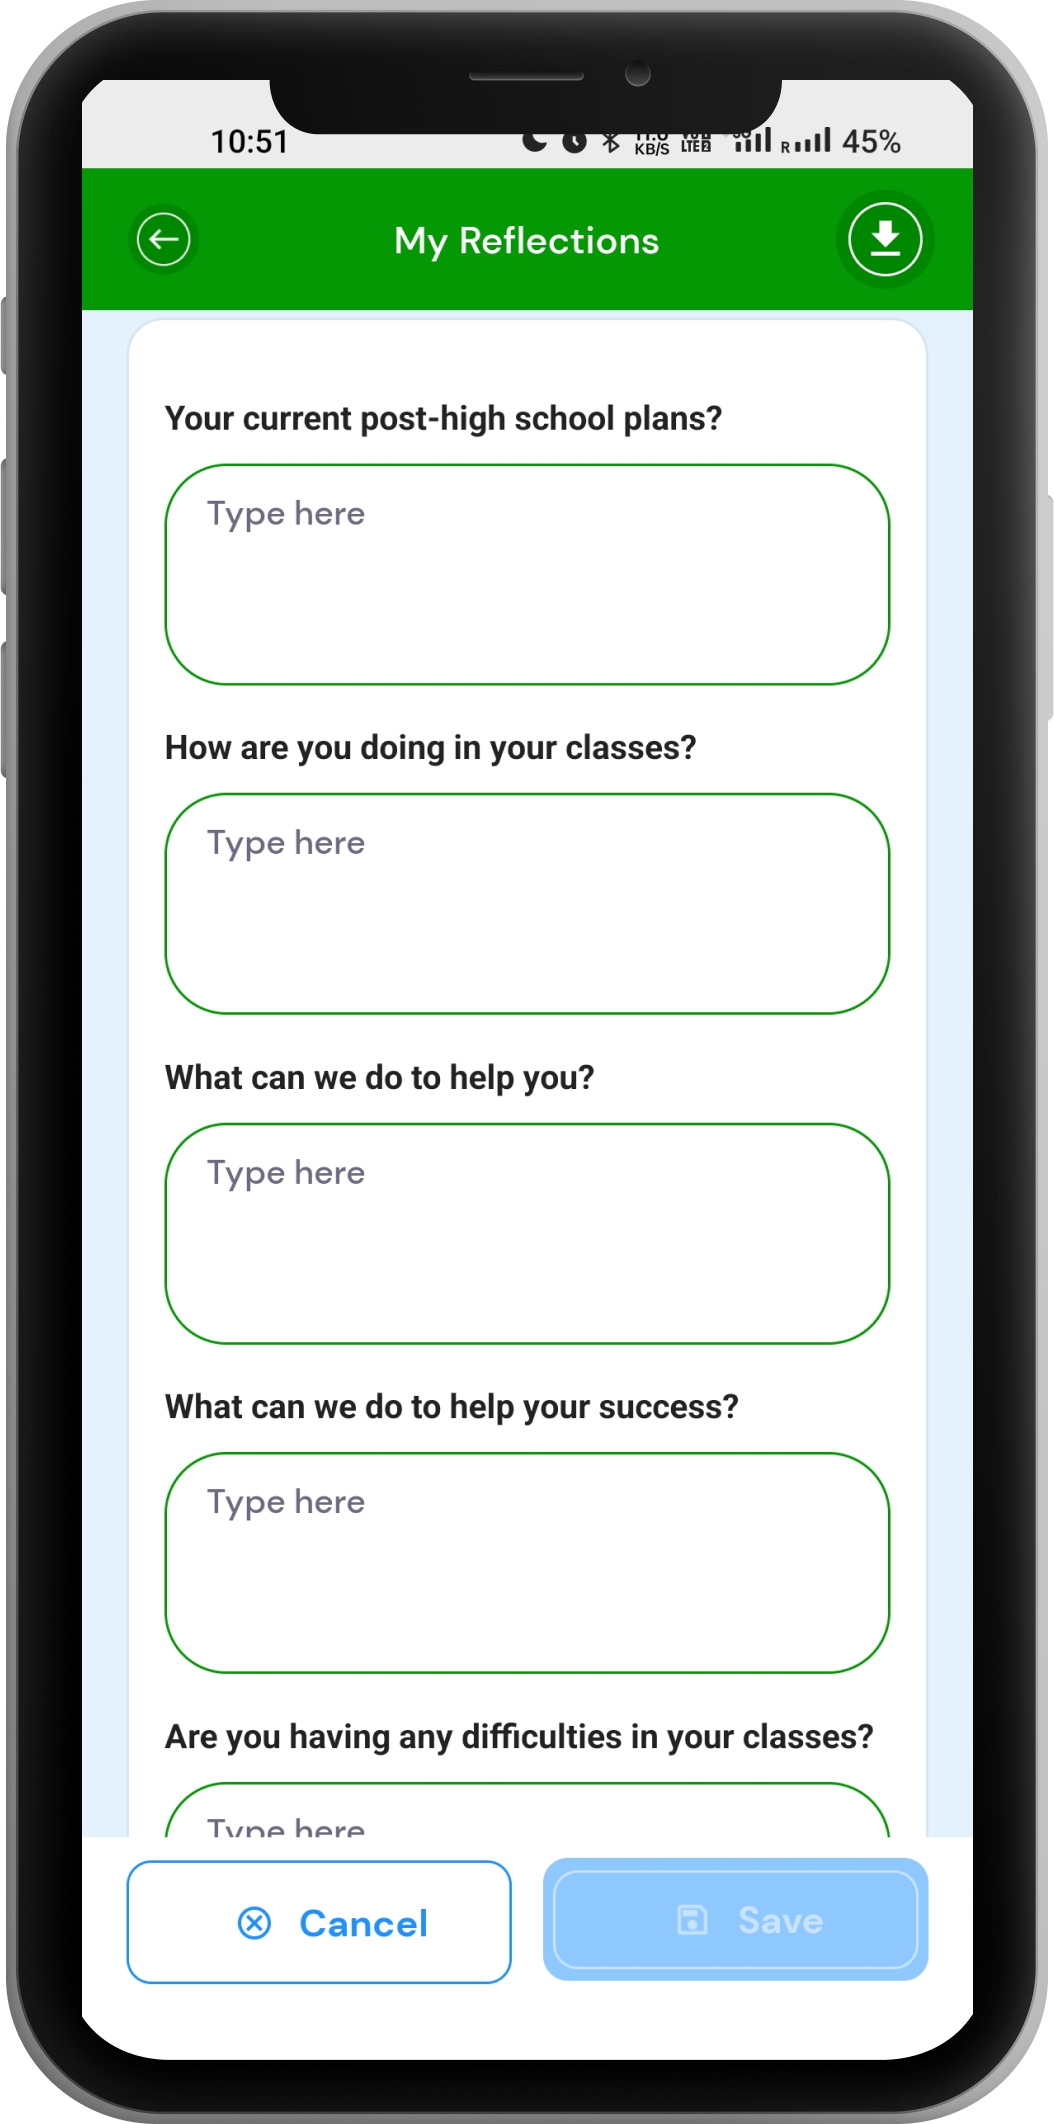 10:51
KB/S
R
45%
My Reflections
Your current post-high school plans?
Type here
How are you doing in your classes?
Type here
What can we do to help you?
Type here
What can we do to help your success?
Type here
Are you having any difficulties in your classes?
Type here
Cancel
Save